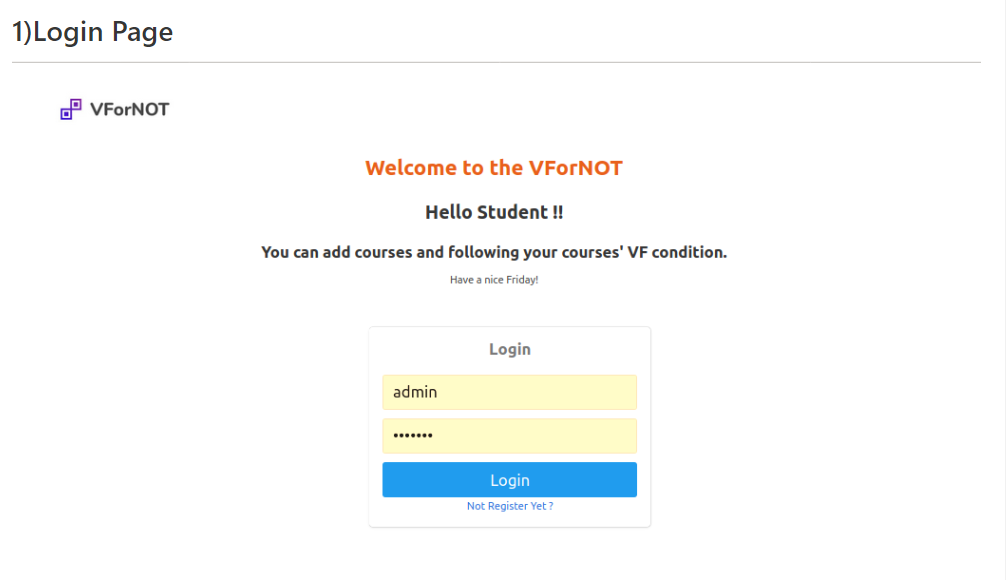 1)Login Page
VForNOT
Welcome to the VForNOT
Hello Student !!
You can add courses and following your courses' VF condition.
Have a nice Friday!
Login
admin
•••••••
Login
Not Register Yet ?